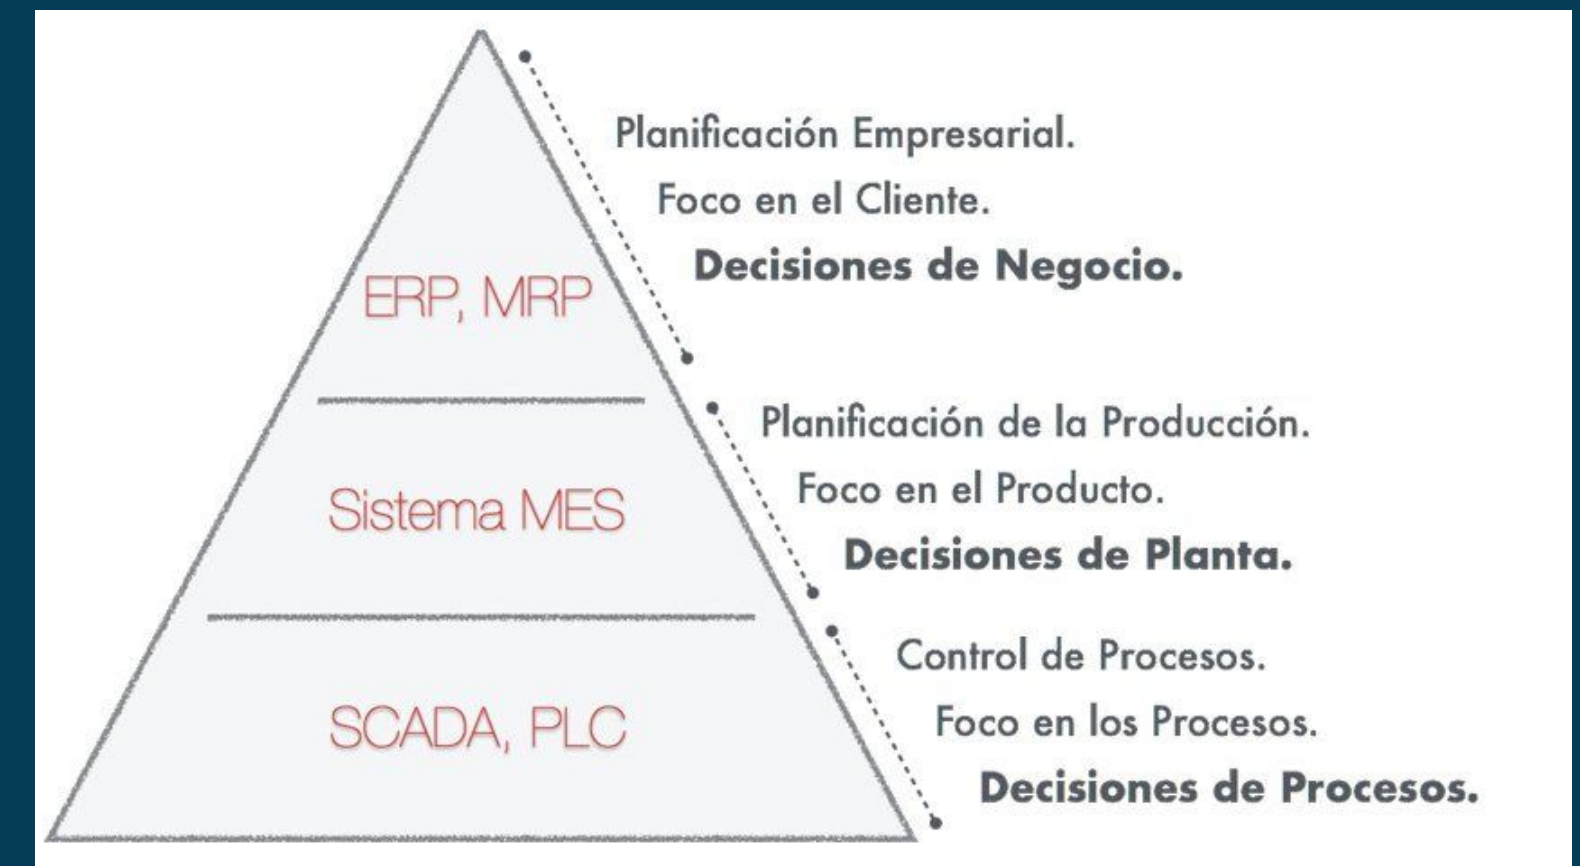 Planificación Empresarial.
Foco en el Cliente.
Decisiones de Negocio.
ERP, MRP
Planificación de la Producción.
Foco en el Producto.
Decisiones de Planta.
Sistema MES
Control de Procesos.
Foco en los Procesos.
Decisiones de Procesos.
SCADA, PLC